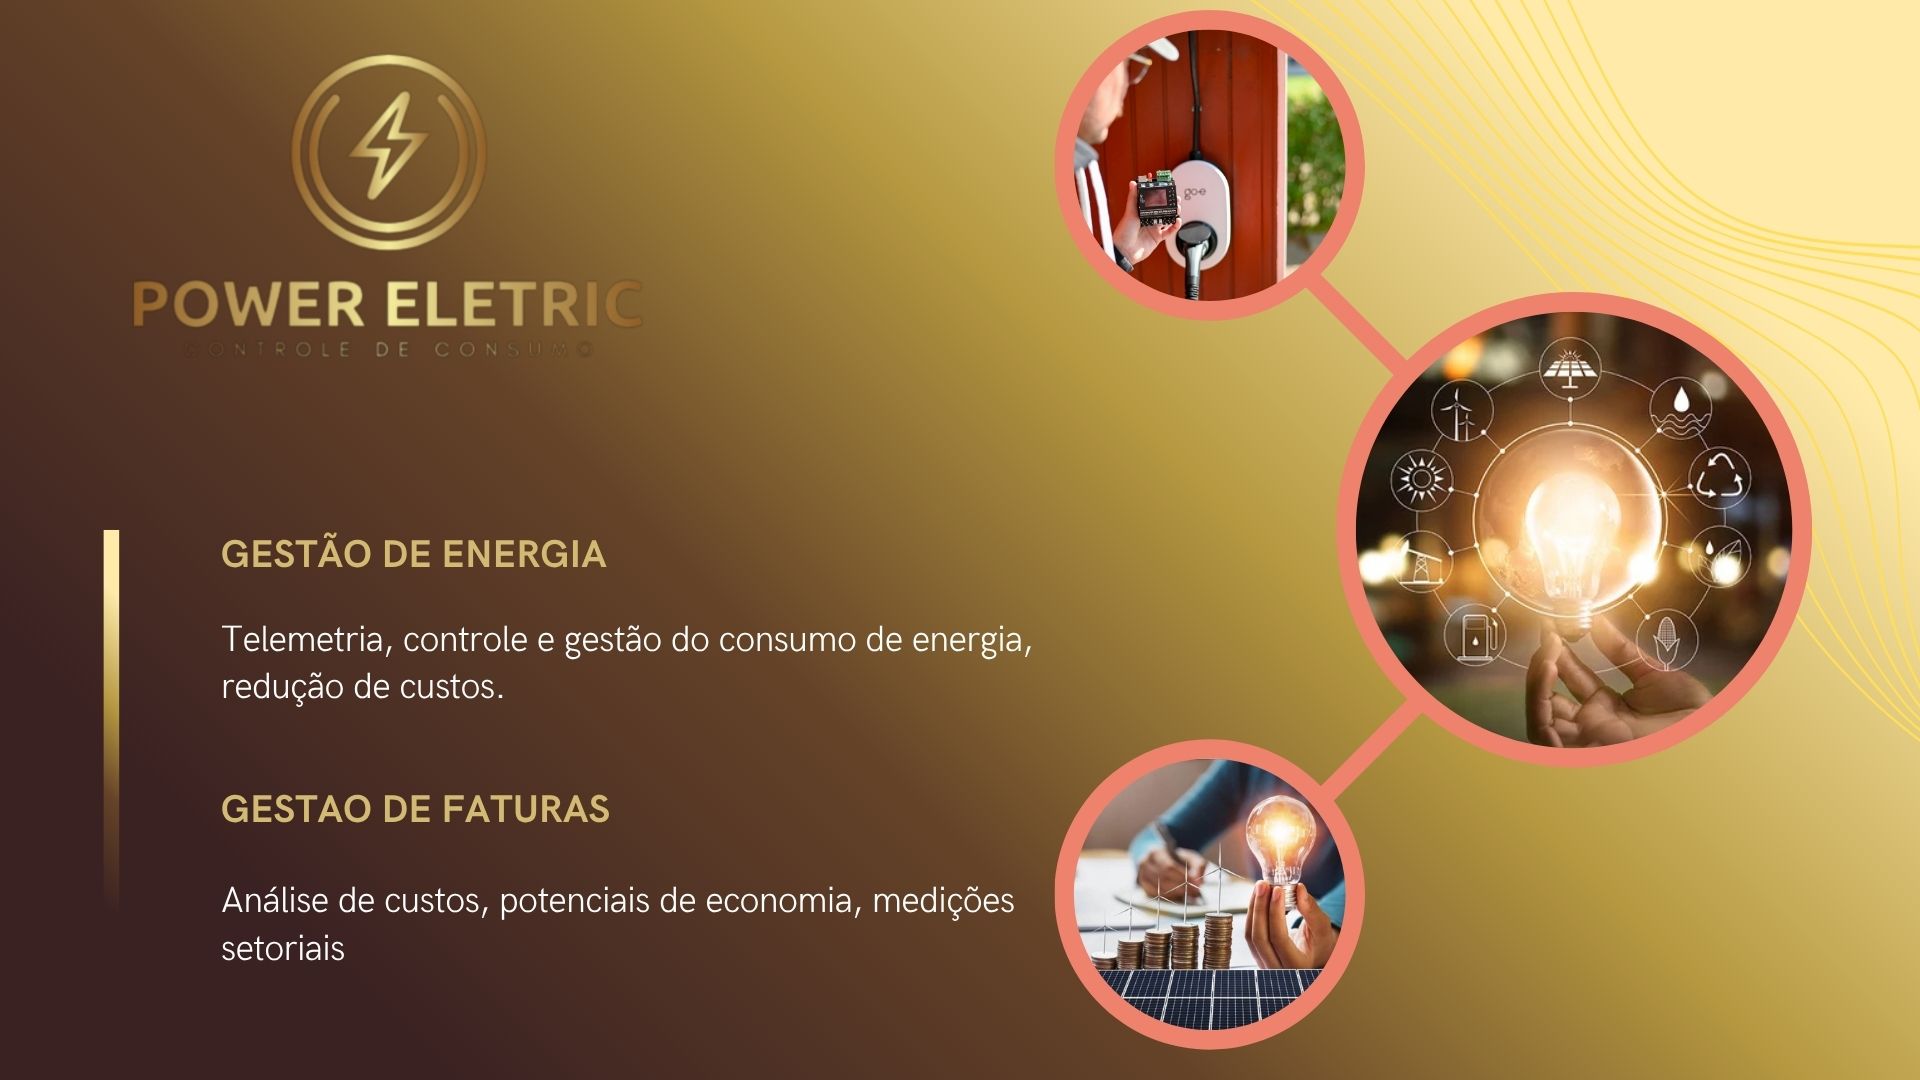 POWER ELETRIC
CONTROLE DE CONSUMO
GESTÃO DE ENERGIA
Telemetria, controle e gestão do consumo de energia,
redução de custos.
GESTAO DE FATURAS
Análise de custos, potenciais de economia, medições
setoriais
go-e